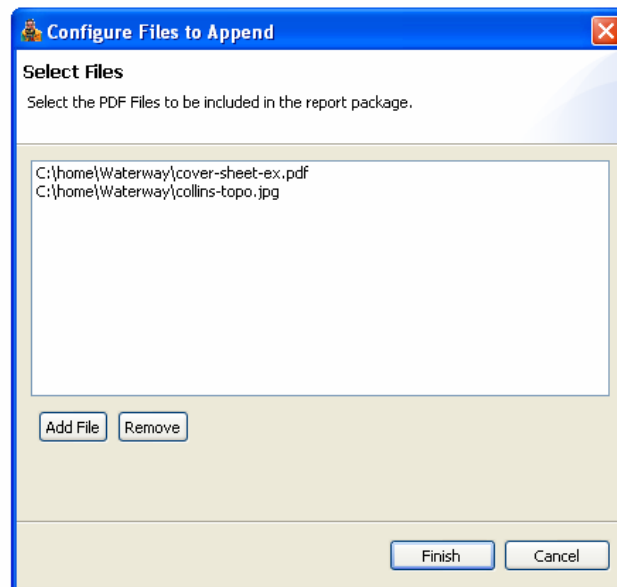 Configure Files to Append
Select Files
Select the PDF Files to be included in the report package.
C:\home\Waterway\cover-sheet-ex.pdf
C:\home\Waterway\collins-topo.jpg
Add File Remove
Finish Cancel